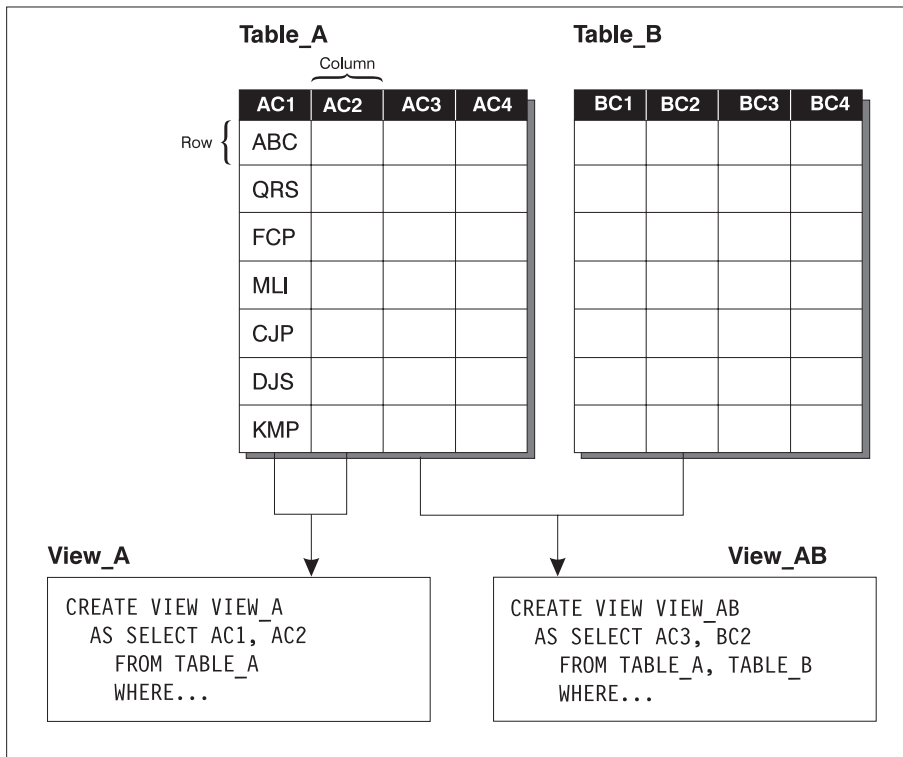 Table_A Table_B
Column
AC1 AC2 AC3 AC4 BC1 BC2 BC3 BC4
Row ABC
QRS
FCP
MLI
CJP
DJS
KMP
View_A
CREATE VIEW VIEW_A
AS SELECT AC1, AC2
FROM TABLE_A
WHERE...
View_AB
CREATE VIEW VIEW_AB
AS SELECT AC3, BC2
FROM TABLE_A, TABLE_B
WHERE...